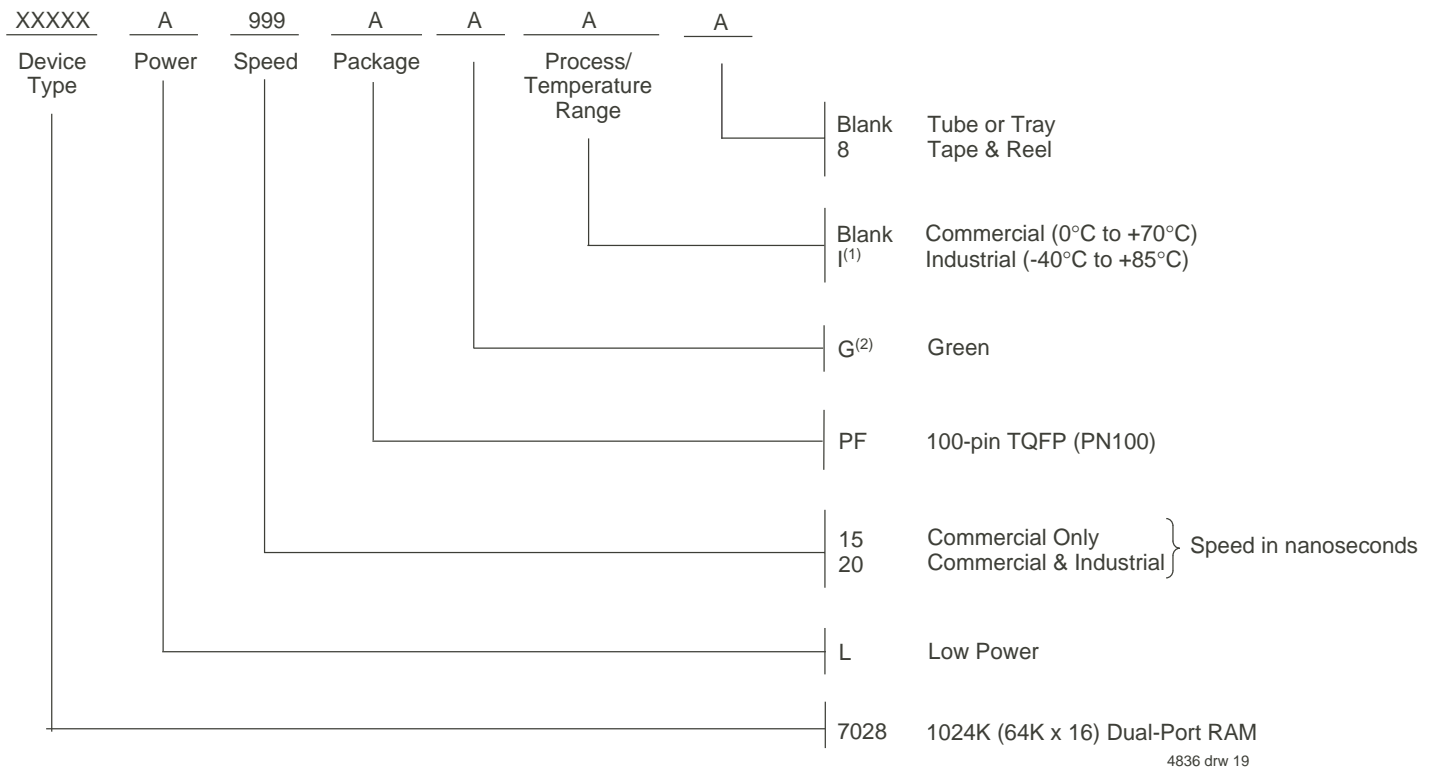 XXXXX A 999 A A A A
Device Type Power Speed Package Process/ Temperature Range
Blank Tube or Tray
8 Tape & Reel
Blank Commercial (0°C to +70°C)
I(1) Industrial (-40°C to +85°C)
G(2) Green
PF 100-pin TQFP (PN100)
15 Commercial Only
20 Commercial & Industrial
Speed in nanoseconds
L Low Power
7028 1024K (64K x 16) Dual-Port RAM
4836 drw 19